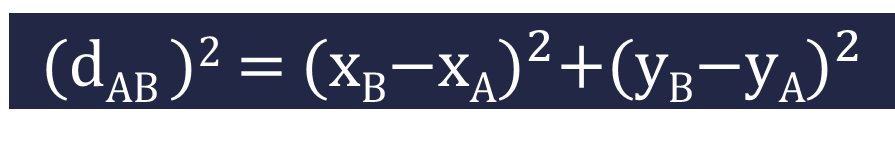 (d_AB)² = (x_B−x_A)²+(y_B−y_A)²